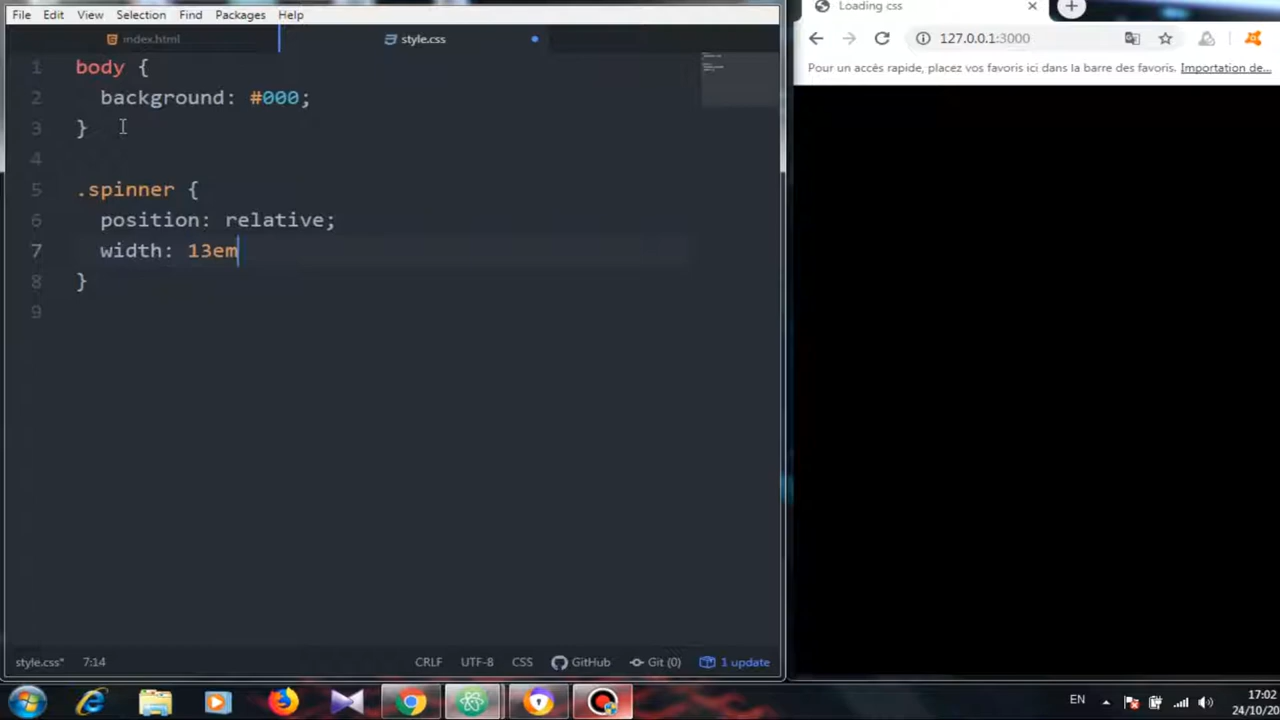 File Edit View Selection Find Packages Help
index.html
style.css
1 body {
2 background: #000;
3 }
4
5 .spinner {
6 position: relative;
7 width: 13em
8 }
9
style.css* 7:14 CRLF UTF-8 CSS GitHub Git (0) 1 update
Loading css
127.0.0.1:3000
Pour un accès rapide, placez vos favoris ici dans la barre des favoris. Importation de...
EN
17:02
24/10/20